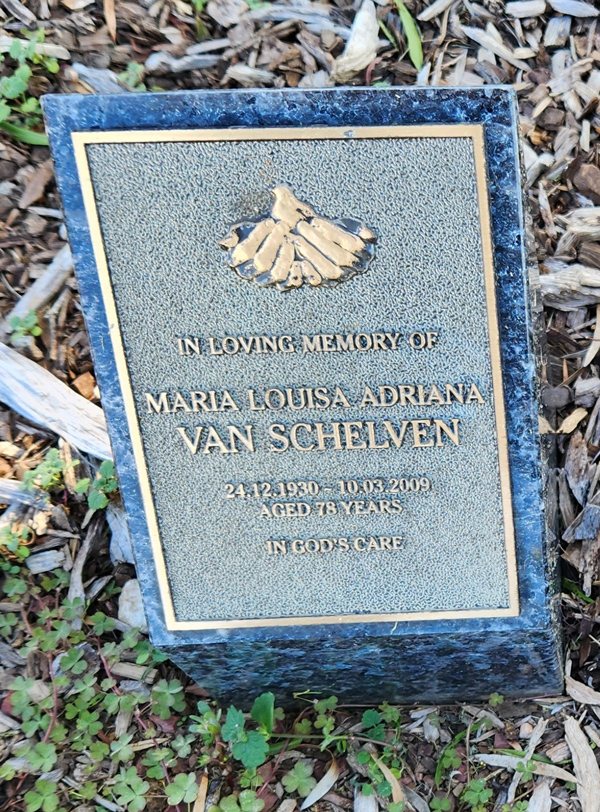 IN LOVING MEMORY OF
MARIA LOUISA ADRIANA
VAN SCHELVEN
24.12.1930 - 10.03.2009
AGED 78 YEARS
IN GOD'S CARE